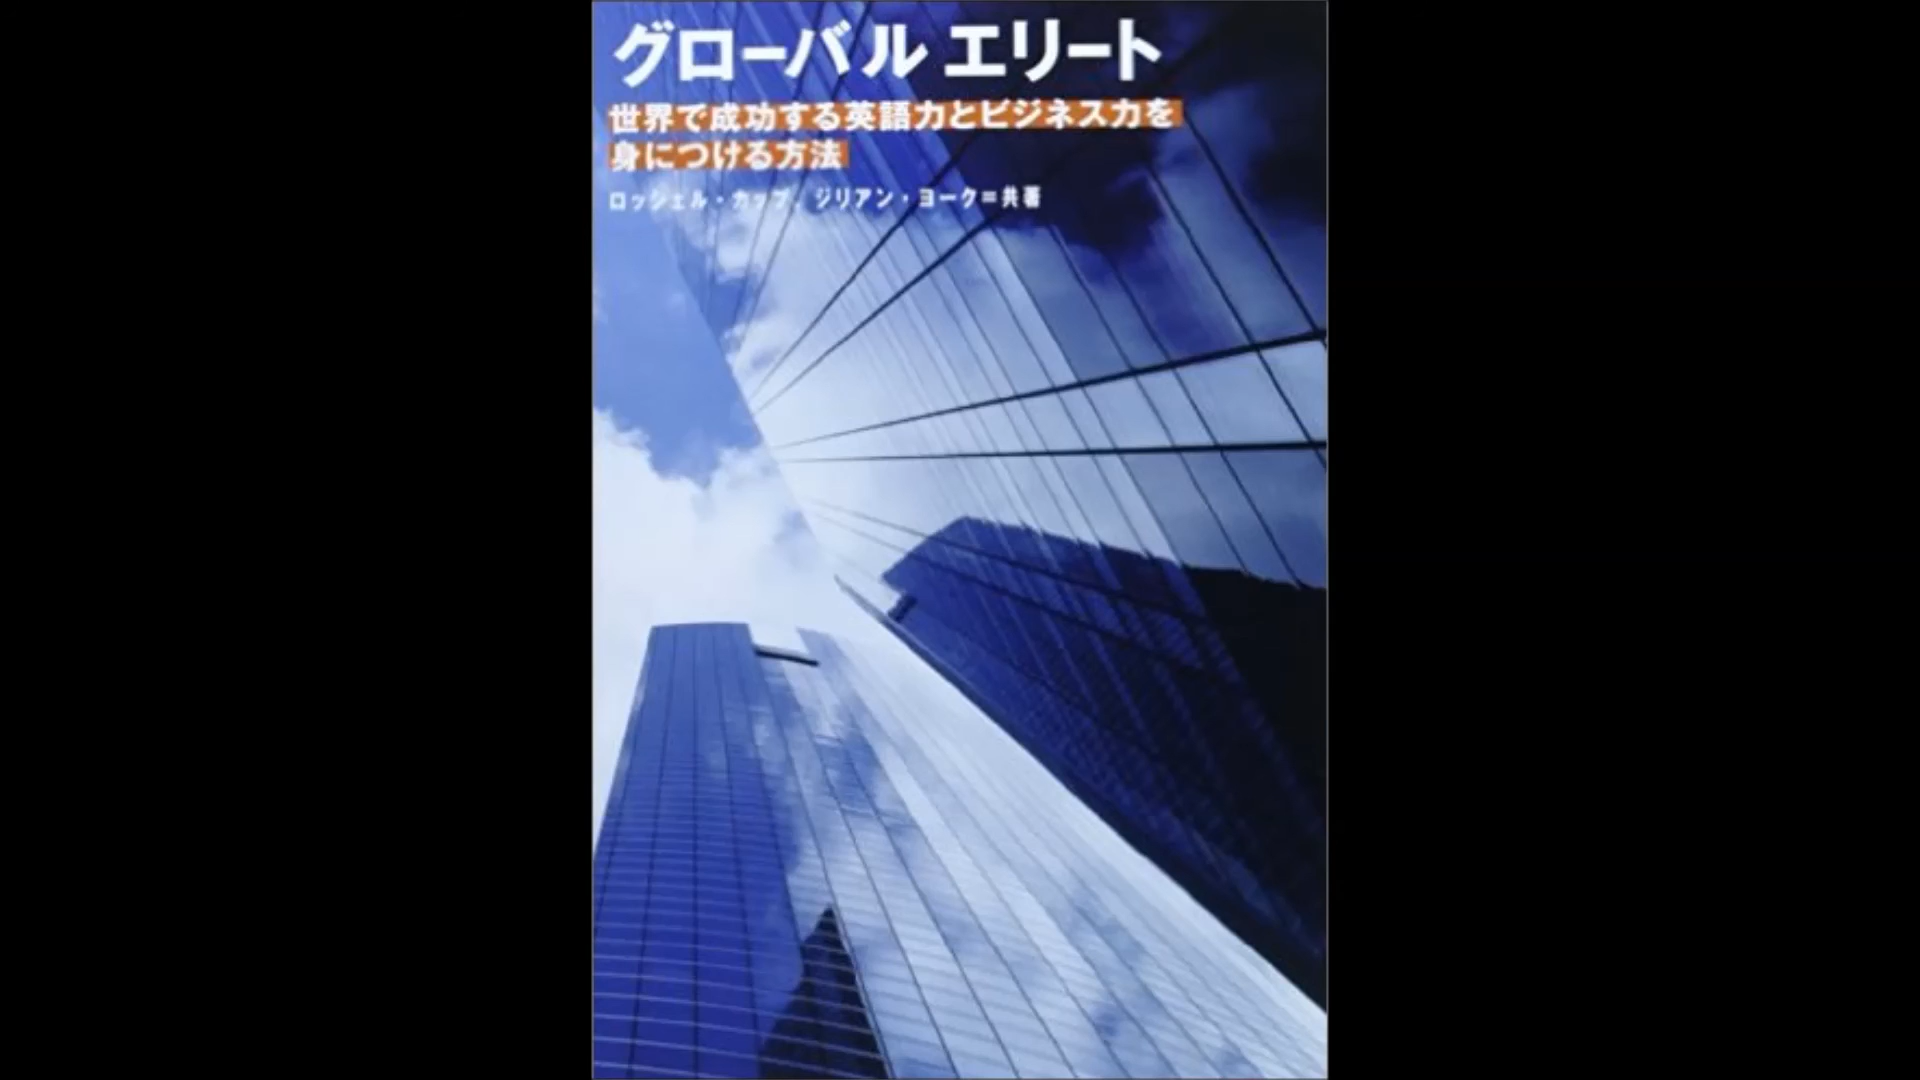 グローバル エリート
世界で成功する英語力とビジネス力を
身につける方法
ロッシェル・カップ、ジリアン・ヨーク=共著